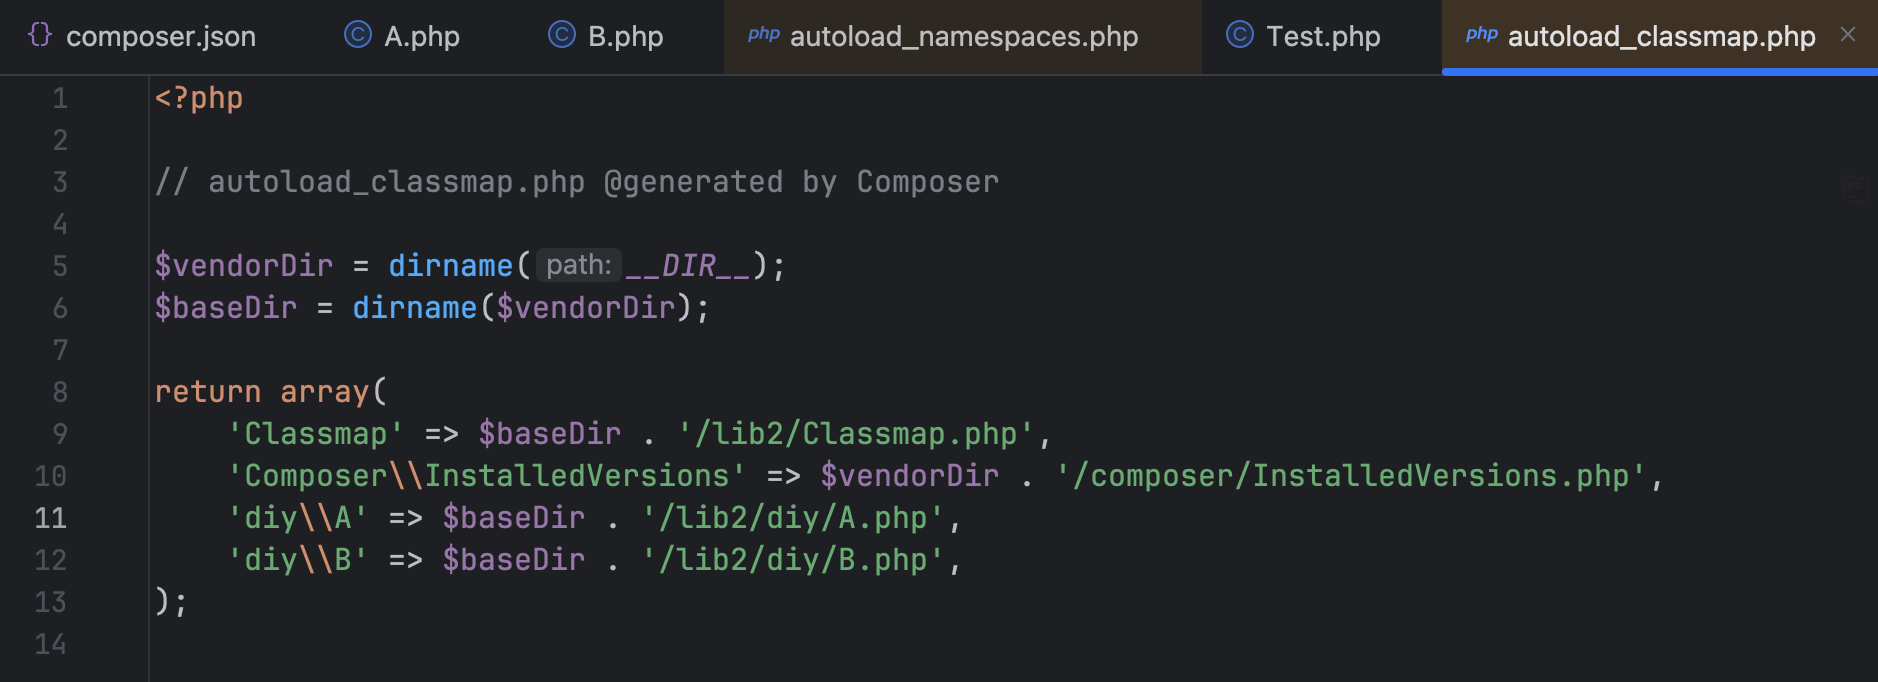 {} composer.json © A.php © B.php php autoload_namespaces.php © Test.php php autoload_classmap.php ×
1 <?php
2
3 // autoload_classmap.php @generated by Composer
4
5 $vendorDir = dirname( path: __DIR__);
6 $baseDir = dirname($vendorDir);
7
8 return array(
9 'Classmap' => $baseDir . '/lib2/Classmap.php',
10 'Composer\\InstalledVersions' => $vendorDir . '/composer/InstalledVersions.php',
11 'diy\\A' => $baseDir . '/lib2/diy/A.php',
12 'diy\\B' => $baseDir . '/lib2/diy/B.php',
13 );
14